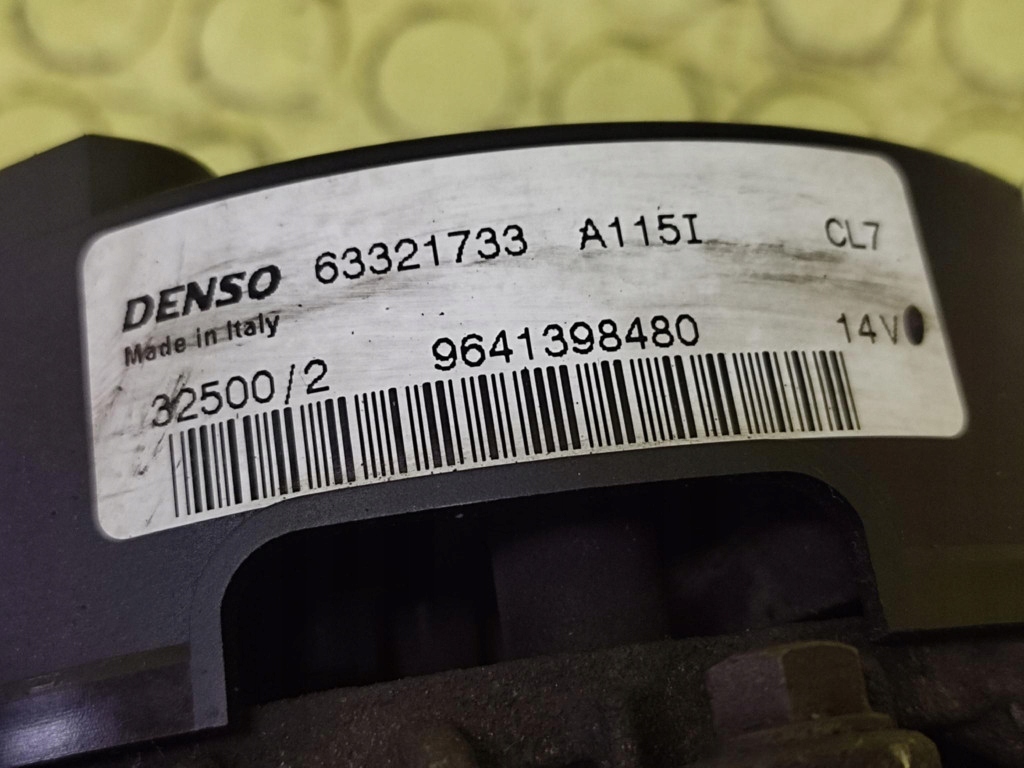 DENSO 63321733 A115I CL7
Made in Italy
32500/2 9641398480 14V